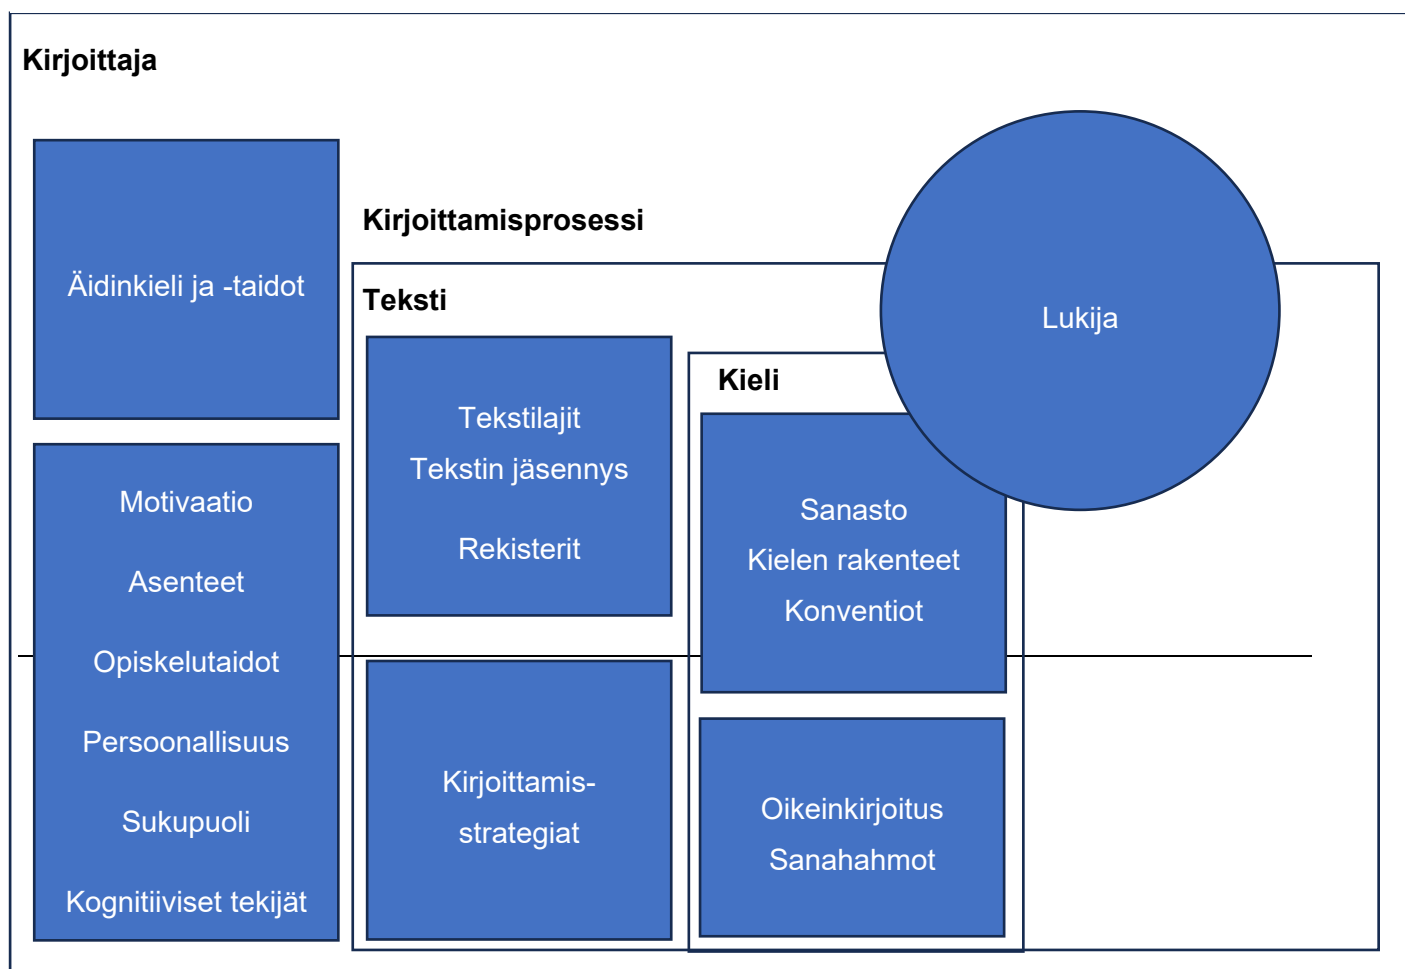 Kirjoittaja
Äidinkieli ja -taidot
Motivaatio
Asenteet
Opiskelutaidot
Persoonallisuus
Sukupuoli
Kognitiiviset tekijät
Kirjoittamisprosessi
Teksti
Tekstilajit
Tekstin jäsennys
Rekisterit
Kirjoittamis-
strategiat
Kieli
Sanasto
Kielen rakenteet
Konventiot
Oikeinkirjoitus
Sanahahmot
Lukija